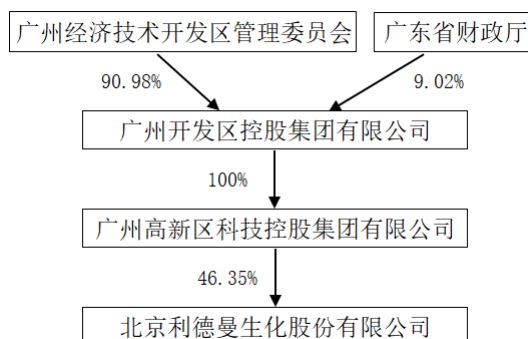 广州经济技术开发区管理委员会
广东省财政厅
90.98%
9.02%
广州开发区控股集团有限公司
100%
广州高新区科技控股集团有限公司
46.35%
北京利德曼生化股份有限公司